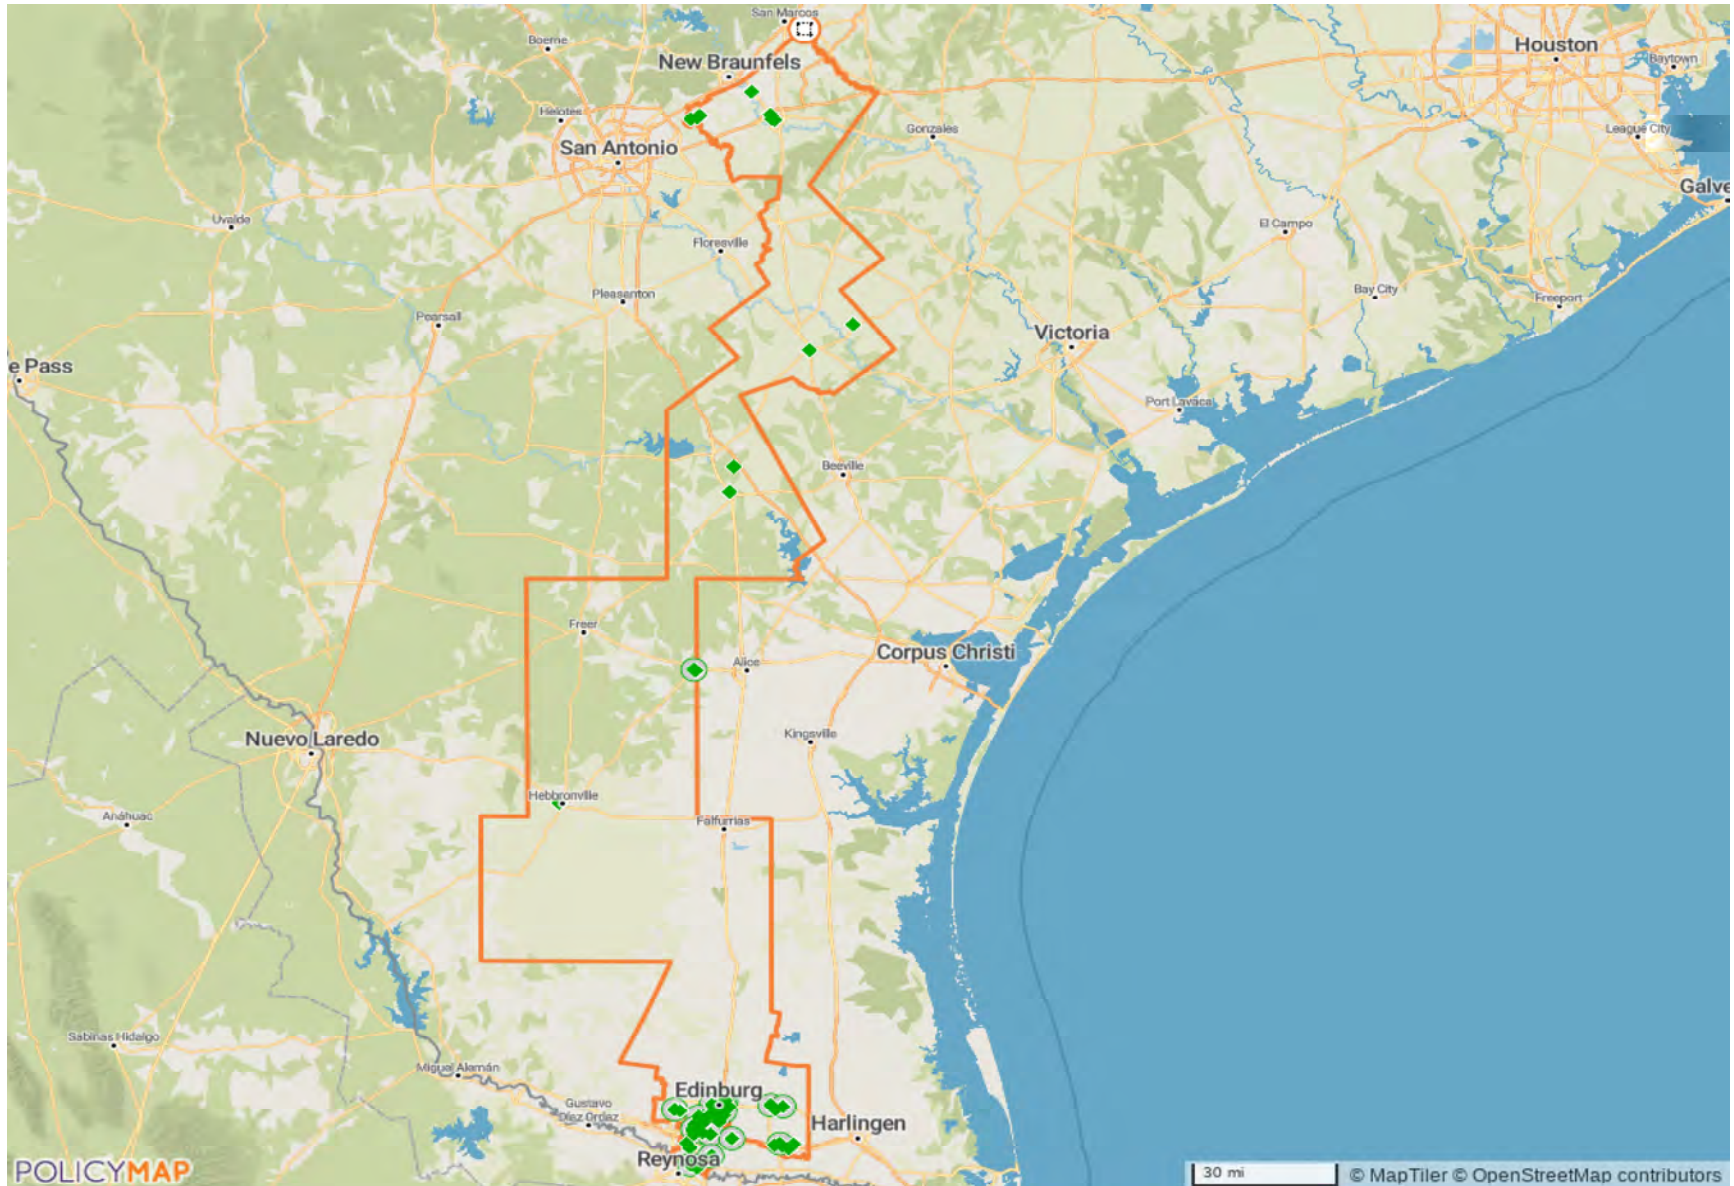 San Marcos
Boerne
Houston
New Braunfels
Baytown
Helotes
Gonzales
League City
San Antonio
Galve
Uvalde
El Campo
Floresville
Pleasanton
Bay City
Freeport
Pearsall
Victoria
e Pass
Port Lavaca
Beeville
Freer
Corpus Christi
Alice
Nuevo Laredo
Kingsville
Hebbronville
Anáhuac
Falfurrias
Sabinas Hidalgo
Miguel Alemán
Edinburg
Gustavo
Díaz Ordaz
Harlingen
Reynosa
POLICYMAP
30 mi
© MapTiler © OpenStreetMap contributors